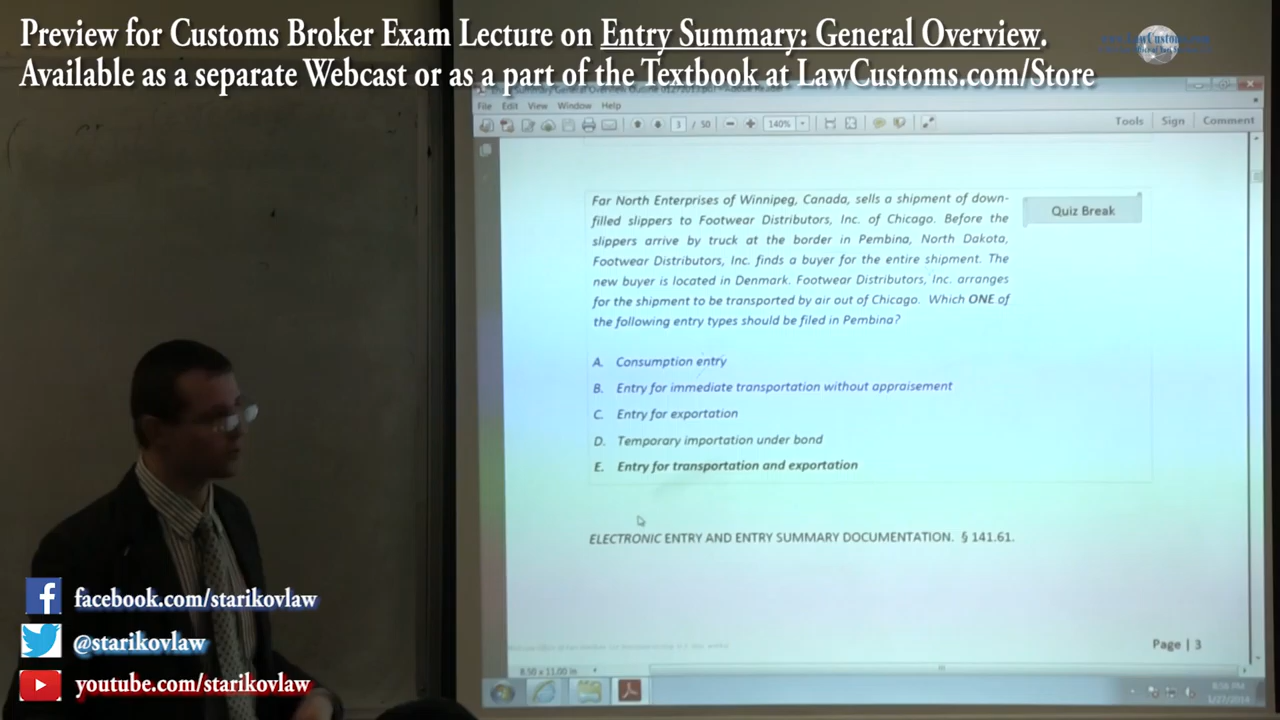 Preview for Customs Broker Exam Lecture on Entry Summary: General Overview.
Available as a separate Webcast or as a part of the Textbook at LawCustoms.com/Store
File Edit View Window Help
3 / 50 140% Tools Sign Comment
Far North Enterprises of Winnipeg, Canada, sells a shipment of down-
filled slippers to Footwear Distributors, Inc. of Chicago. Before the
slippers arrive by truck at the border in Pembina, North Dakota,
Footwear Distributors, Inc. finds a buyer for the entire shipment. The
new buyer is located in Denmark. Footwear Distributors, Inc. arranges
for the shipment to be transported by air out of Chicago. Which ONE of
the following entry types should be filed in Pembina?
Quiz Break
A. Consumption entry
B. Entry for immediate transportation without appraisement
C. Entry for exportation
D. Temporary importation under bond
E. Entry for transportation and exportation
ELECTRONIC ENTRY AND ENTRY SUMMARY DOCUMENTATION. § 141.61.
Page | 3
8.50 x 11.00 in
facebook.com/starikovlaw
@starikovlaw
youtube.com/starikovlaw